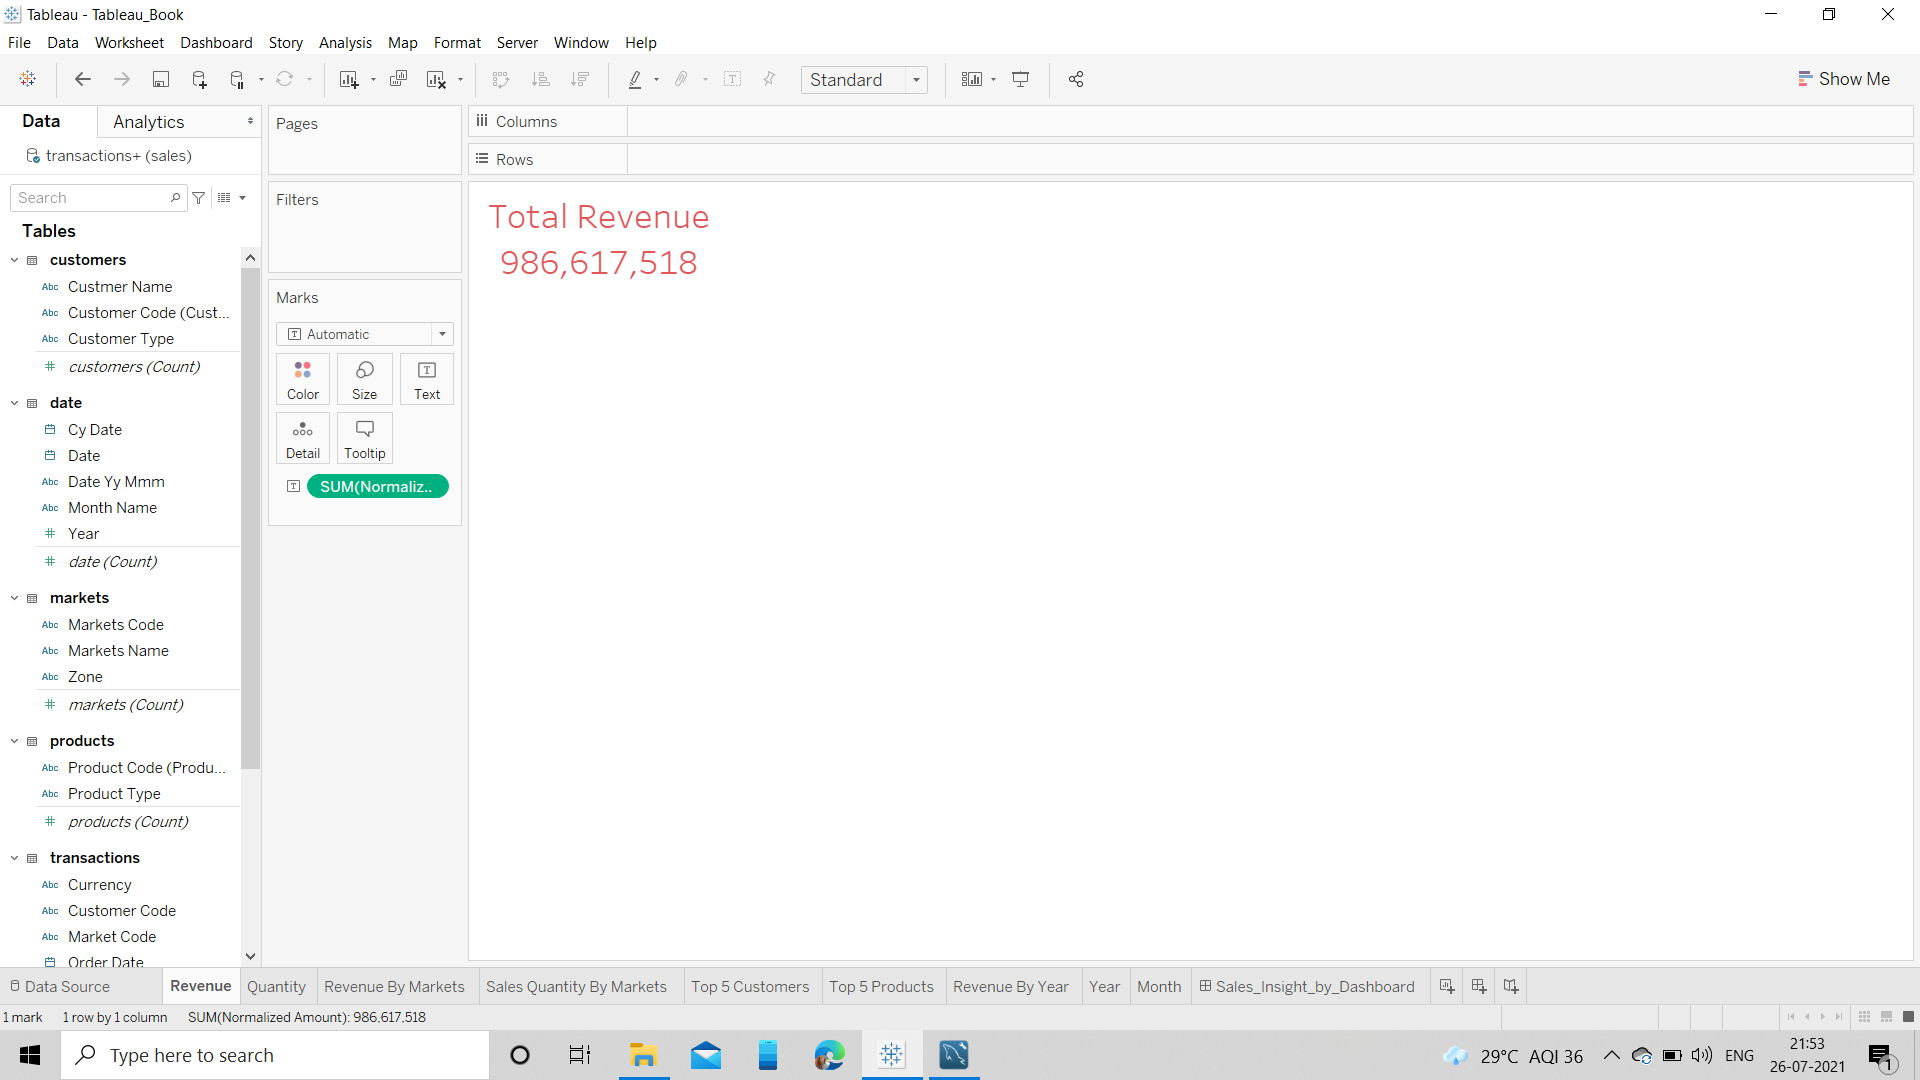 Tableau - Tableau_Book
File Data Worksheet Dashboard Story Analysis Map Format Server Window Help
Standard
Show Me
Data Analytics
transactions+ (sales)
Search
Tables
customers
Abc Custmer Name
Abc Customer Code (Cust...
Abc Customer Type
# customers (Count)
date
Cy Date
Date
Abc Date Yy Mmm
Abc Month Name
# Year
# date (Count)
markets
Abc Markets Code
Abc Markets Name
Abc Zone
# markets (Count)
products
Abc Product Code (Produ...
Abc Product Type
# products (Count)
transactions
Abc Currency
Abc Customer Code
Abc Market Code
Order Date
Pages
Filters
Marks
T Automatic
Color Size T Text
Detail Tooltip
T SUM(Normaliz..
Columns
Rows
Total Revenue
986,617,518
Data Source Revenue Quantity Revenue By Markets Sales Quantity By Markets Top 5 Customers Top 5 Products Revenue By Year Year Month Sales_Insight_by_Dashboard
1 mark 1 row by 1 column SUM(Normalized Amount): 986,617,518
Type here to search
29°C AQI 36 ENG
21:53
26-07-2021
1